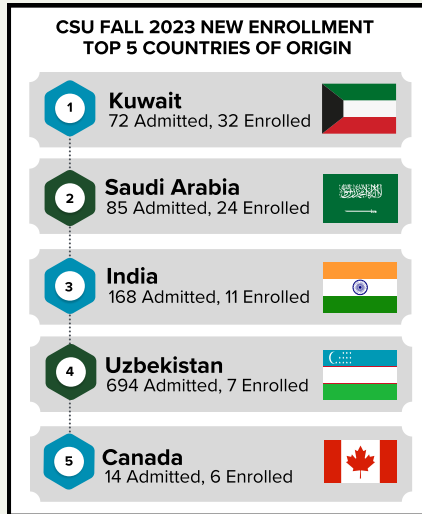 CSU FALL 2023 NEW ENROLLMENT
TOP 5 COUNTRIES OF ORIGIN
1
Kuwait
72 Admitted, 32 Enrolled
2
Saudi Arabia
85 Admitted, 24 Enrolled
3
India
168 Admitted, 11 Enrolled
4
Uzbekistan
694 Admitted, 7 Enrolled
5
Canada
14 Admitted, 6 Enrolled